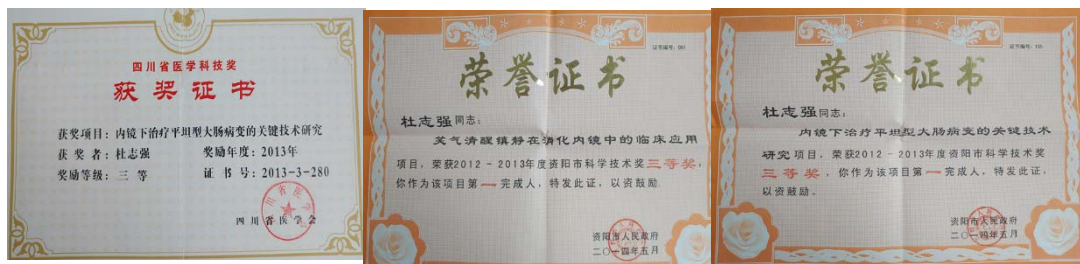 四川省医学科技奖
获奖证书
获奖项目：内镜下治疗平坦型大肠病变的关键技术研究
获奖者：杜志强 奖励年度：2013年
奖励等级：三等 证书号：2013-3-280
四川省医学会
荣誉证书
杜志强同志：
笑气清醒镇静在消化内镜中的临床应用
项目，荣获2012－2013年度资阳市科学技术奖三等奖，
你作为该项目第一完成人，特发此证，以资鼓励。
资阳市人民政府
二〇一四年五月
荣誉证书
杜志强同志：
内镜下治疗平坦型大肠病变的关键技术
研究项目，荣获2012－2013年度资阳市科学技术奖
三等奖，你作为该项目第一完成人，特发此证，
以资鼓励。
资阳市人民政府
二〇一四年五月